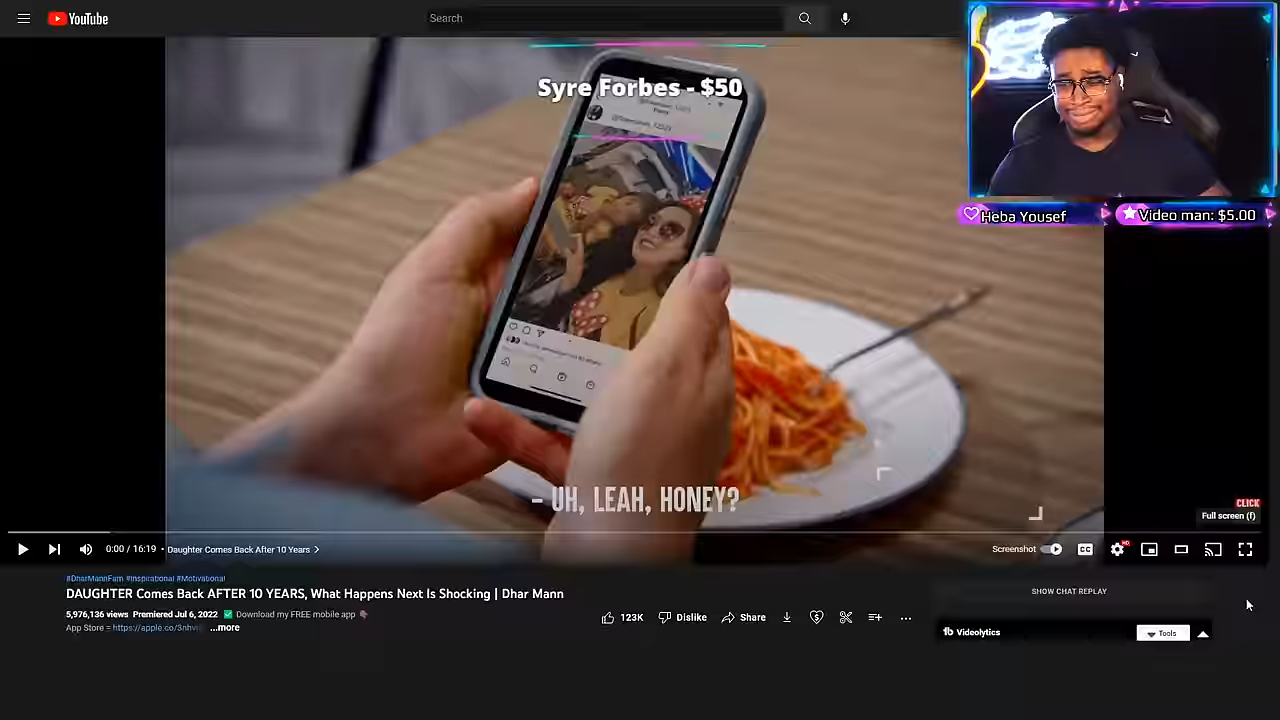 YouTube
Search
Syre Forbes - $50
Heba Yousef
Video man: $5.00
- UH, LEAH, HONEY?
CLICK
Full screen (f)
0:00 / 16:19 • Daughter Comes Back After 10 Years
Screenshot
CC
HD
#DharMannFam #Inspirational #Motivational
DAUGHTER Comes Back AFTER 10 YEARS, What Happens Next Is Shocking | Dhar Mann
5,976,136 views Premiered Jul 6, 2022 ✅ Download my FREE mobile app
App Store = https://apple.co/3nhv
...more
123K
Dislike
Share
SHOW CHAT REPLAY
Videolytics
Tools